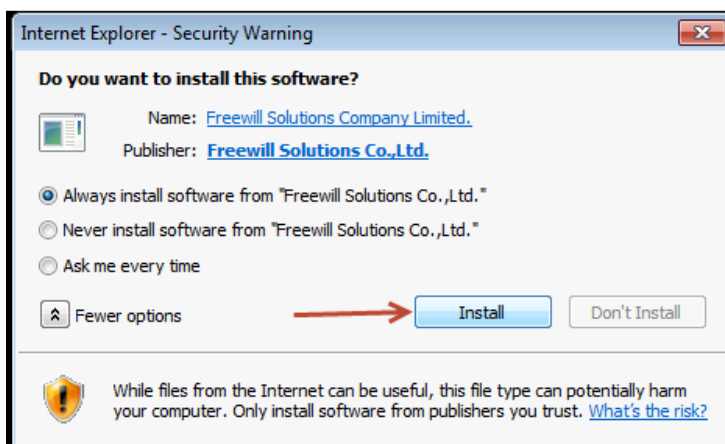 Internet Explorer - Security Warning
Do you want to install this software?
Name: Freewill Solutions Company Limited.
Publisher: Freewill Solutions Co.,Ltd.
Always install software from "Freewill Solutions Co.,Ltd."
Never install software from "Freewill Solutions Co.,Ltd."
Ask me every time
Fewer options Install Don't Install
While files from the Internet can be useful, this file type can potentially harm
your computer. Only install software from publishers you trust. What's the risk?